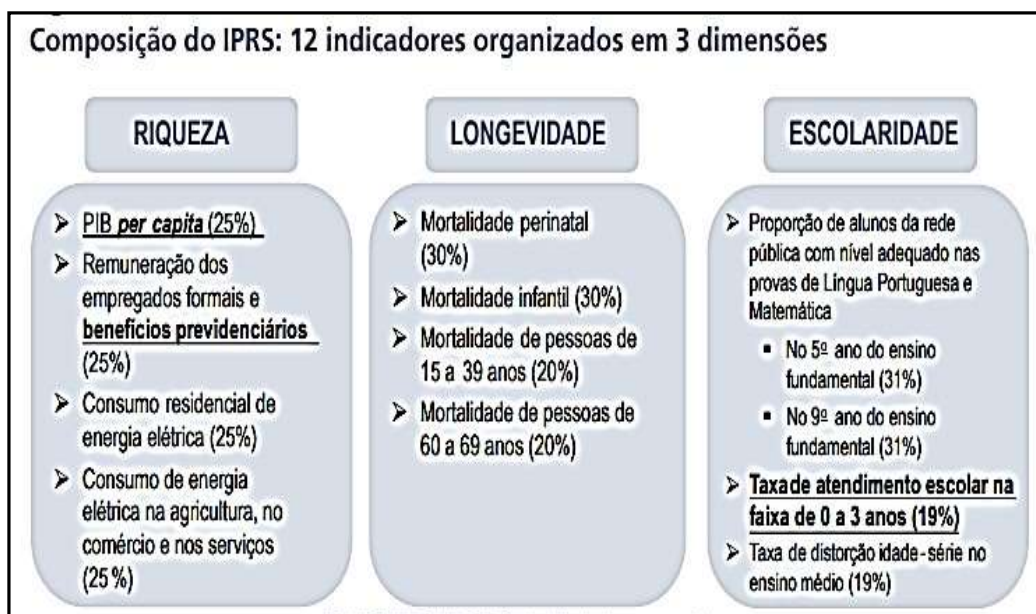 Composição do IPRS: 12 indicadores organizados em 3 dimensões
RIQUEZA
➢ PIB per capita (25%)
➢ Remuneração dos
empregados formais e
benefícios previdenciários
(25%)
➢ Consumo residencial de
energia elétrica (25%)
➢ Consumo de energia
elétrica na agricultura, no
comércio e nos serviços
(25%)
LONGEVIDADE
➢ Mortalidade perinatal
(30%)
➢ Mortalidade infantil (30%)
➢ Mortalidade de pessoas de
15 a 39 anos (20%)
➢ Mortalidade de pessoas de
60 a 69 anos (20%)
ESCOLARIDADE
➢ Proporção de alunos da rede
pública com nível adequado nas
provas de Lingua Portuguesa e
Matemática
▪ No 5º ano do ensino
fundamental (31%)
▪ No 9º ano do ensino
fundamental (31%)
➢ Taxa de atendimento escolar na
faixa de 0 a 3 anos (19%)
➢ Taxa de distorção idade-série no
ensino médio (19%)